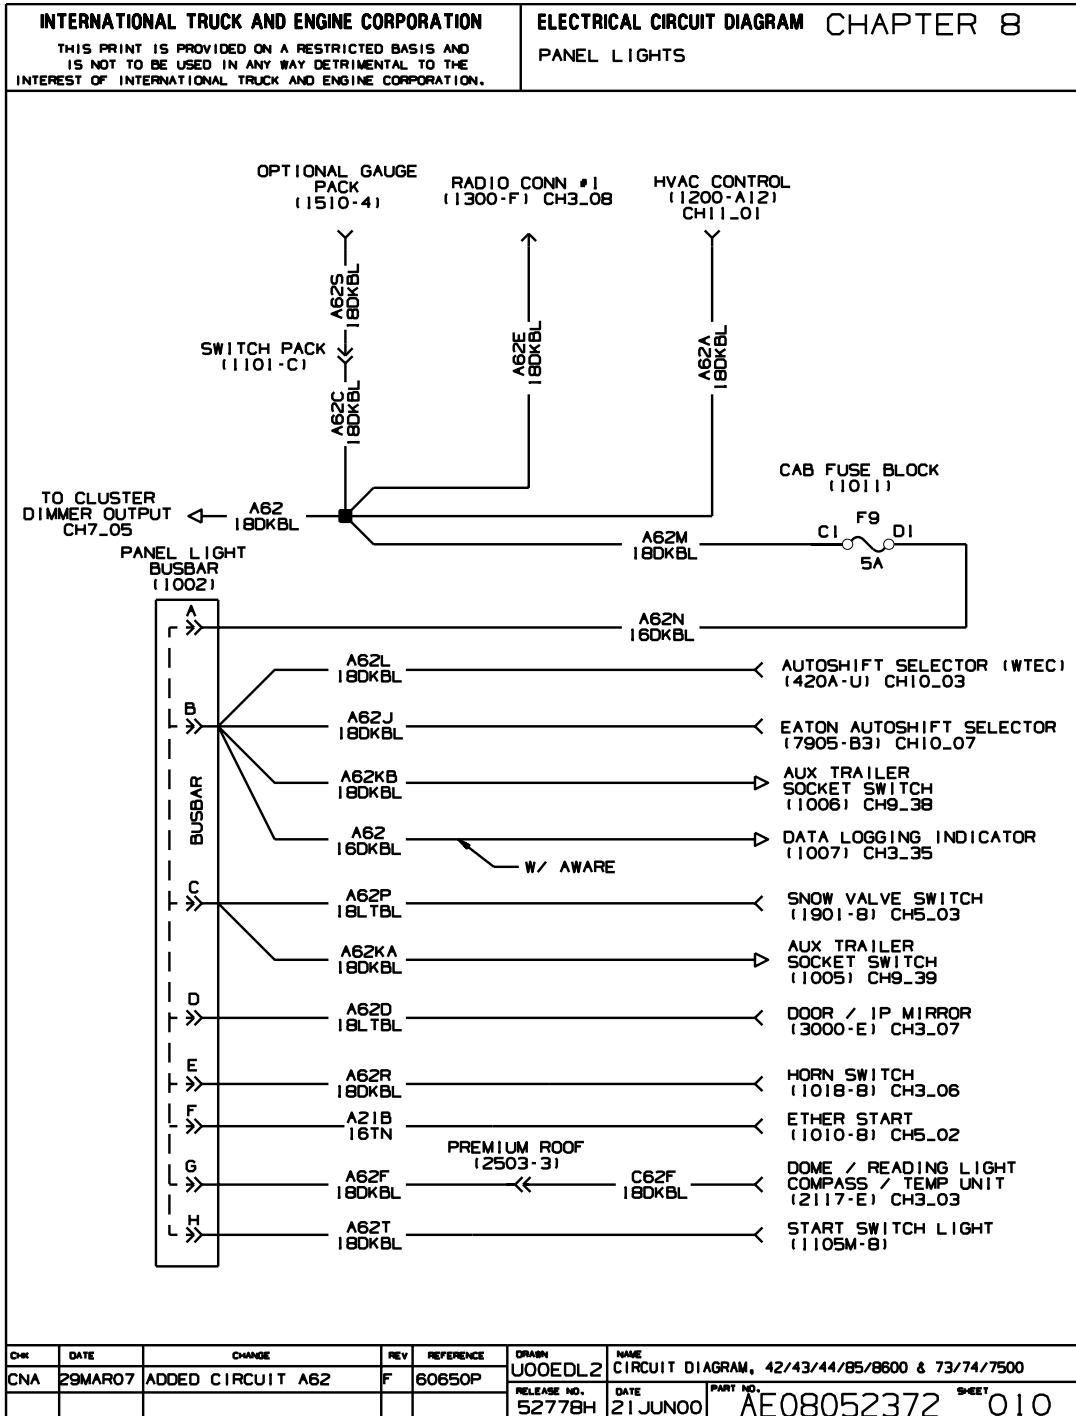 INTERNATIONAL TRUCK AND ENGINE CORPORATION
THIS PRINT IS PROVIDED ON A RESTRICTED BASIS AND
IS NOT TO BE USED IN ANY WAY DETRIMENTAL TO THE
INTEREST OF INTERNATIONAL TRUCK AND ENGINE CORPORATION.
ELECTRICAL CIRCUIT DIAGRAM CHAPTER 8
PANEL LIGHTS
OPTIONAL GAUGE
PACK
(1510-4)
RADIO CONN #1
(1300-F) CH3_08
HVAC CONTROL
(1200-A12)
CH11_01
A62S
18DKBL
SWITCH PACK
(1101-C)
A62C
18DKBL
A62E
18DKBL
A62A
18DKBL
CAB FUSE BLOCK
(1011)
TO CLUSTER
DIMMER OUTPUT
CH7_05
A62
18DKBL
A62M
18DKBL
C1 F9 D1
5A
PANEL LIGHT
BUSBAR
(1002)
A
A62N
16DKBL
A62L
18DKBL
AUTOSHIFT SELECTOR (WTEC)
(420A-U) CH10_03
B
A62J
18DKBL
EATON AUTOSHIFT SELECTOR
(7905-B3) CH10_07
A62KB
18DKBL
AUX TRAILER
SOCKET SWITCH
(1006) CH9_38
BUSBAR
A62
16DKBL
W/ AWARE
DATA LOGGING INDICATOR
(1007) CH3_35
C
A62P
18LTBL
SNOW VALVE SWITCH
(1901-8) CH5_03
A62KA
18DKBL
AUX TRAILER
SOCKET SWITCH
(1005) CH9_39
D
A62D
18LTBL
DOOR / IP MIRROR
(3000-E) CH3_07
E
A62R
18DKBL
HORN SWITCH
(1018-8) CH3_06
F
A21B
16TN
ETHER START
(1010-8) CH5_02
G
A62F
18DKBL
PREMIUM ROOF
(2503-3)
C62F
18DKBL
DOME / READING LIGHT
COMPASS / TEMP UNIT
(2117-E) CH3_03
H
A62T
18DKBL
START SWITCH LIGHT
(1105M-8)
CHK DATE CHANGE REV REFERENCE
CNA 29MAR07 ADDED CIRCUIT A62 F 60650P
DRAWN
U00EDL2
NAME
CIRCUIT DIAGRAM, 42/43/44/85/8600 & 73/74/7500
RELEASE NO.
52778H
DATE
21JUN00
PART NO.
AE08052372
SHEET
010